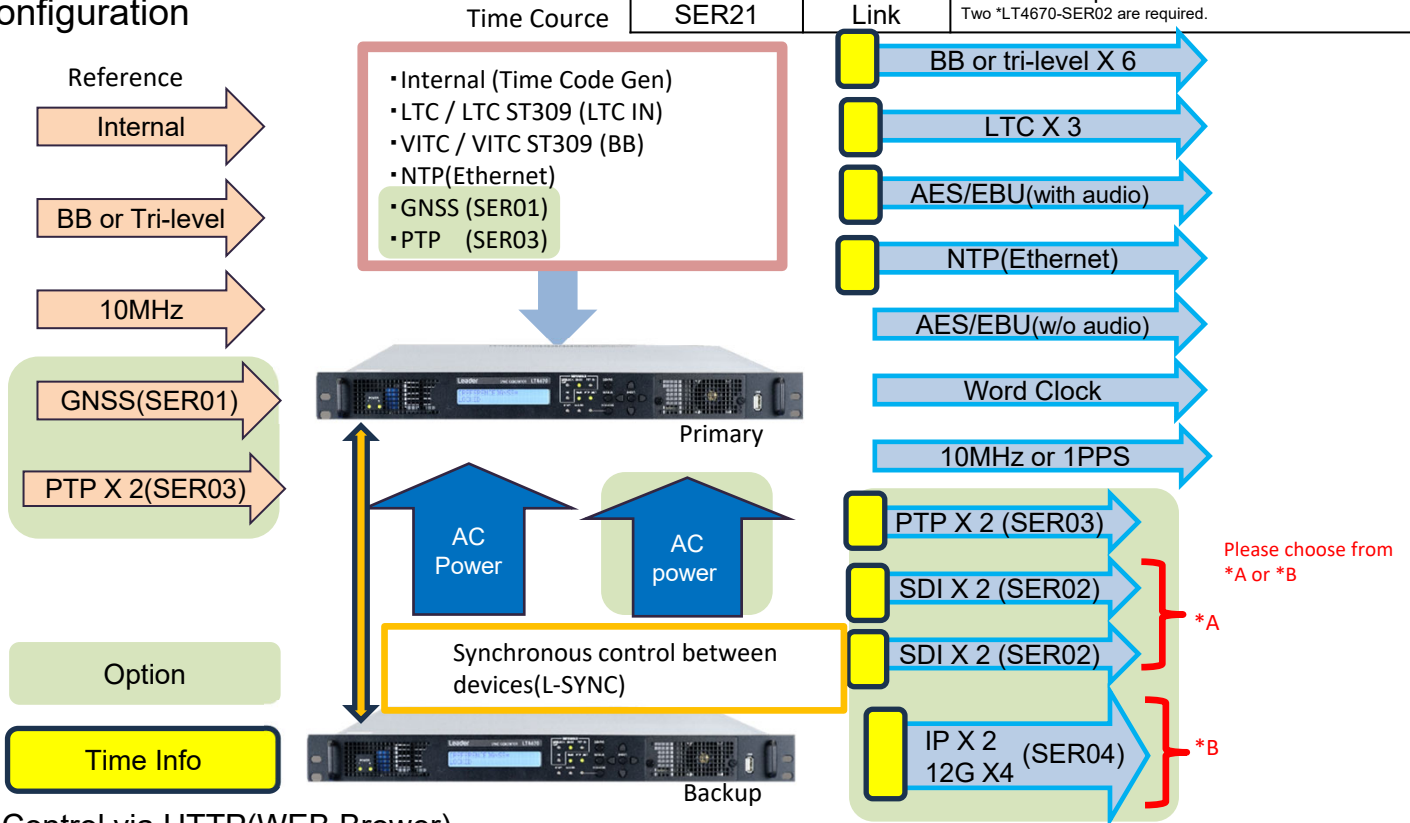 onfiguration
Time Cource
SER21
Link
Two *LT4670-SER02 are required.
Reference
Internal
BB or Tri-level
10MHz
GNSS(SER01)
PTP X 2(SER03)
Option
Time Info
・Internal (Time Code Gen)
・LTC / LTC ST309 (LTC IN)
・VITC / VITC ST309 (BB)
・NTP(Ethernet)
・GNSS (SER01)
・PTP (SER03)
Leader
LT4670
Primary
AC
Power
AC
power
Synchronous control between
devices(L-SYNC)
Leader
LT4670
Backup
BB or tri-level X 6
LTC X 3
AES/EBU(with audio)
NTP(Ethernet)
AES/EBU(w/o audio)
Word Clock
10MHz or 1PPS
PTP X 2 (SER03)
SDI X 2 (SER02)
SDI X 2 (SER02)
IP X 2
12G X4
(SER04)
Please choose from
*A or *B
*A
*B
Control via HTTP(WEB Browser)